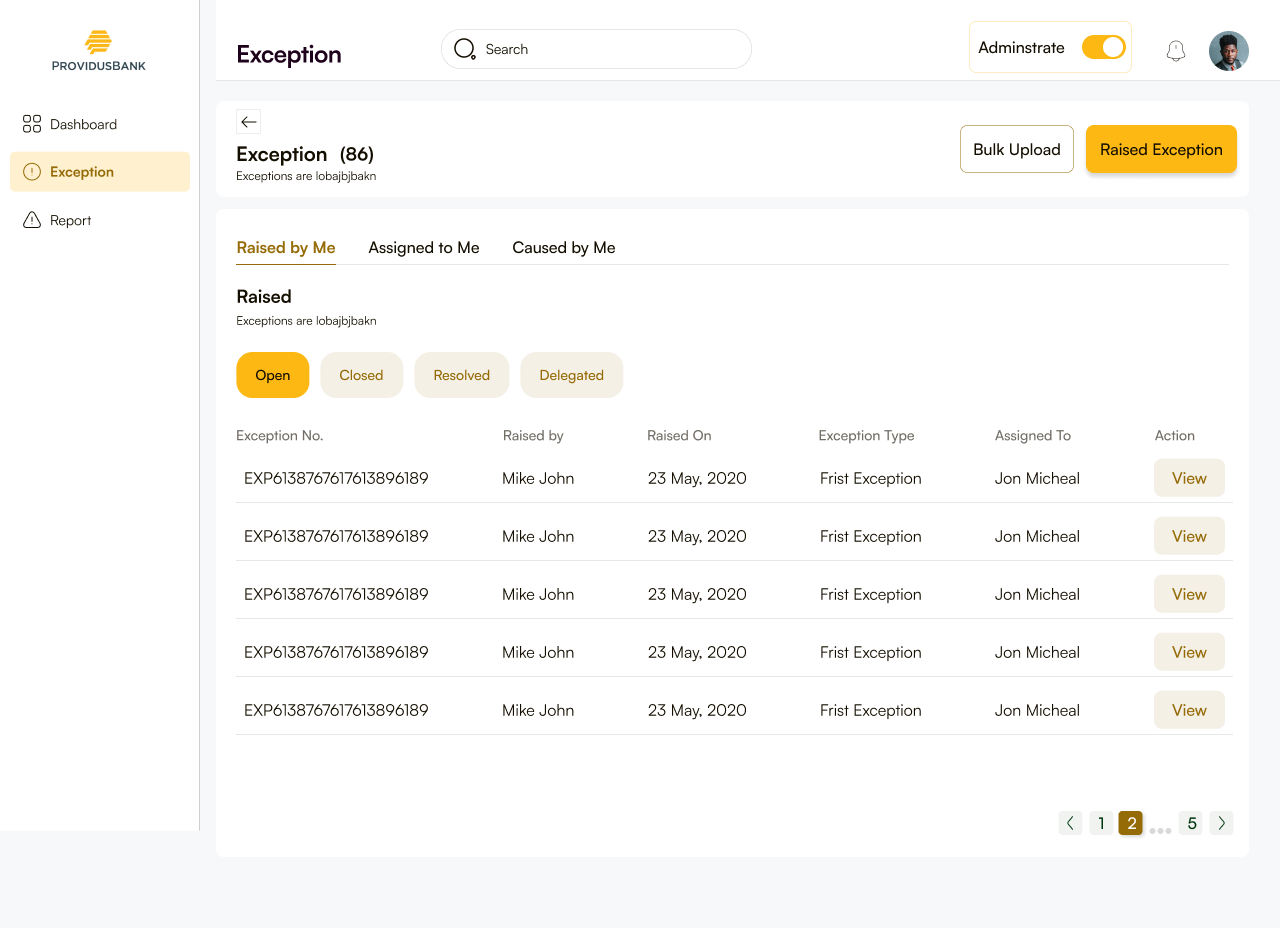 PROVIDUSBANK
Dashboard
Exception
Report
Exception
Search
Adminstrate
Exception (86)
Exceptions are lobajbjbakn
Bulk Upload
Raised Exception
Raised by Me
Assigned to Me
Caused by Me
Raised
Exceptions are lobajbjbakn
Open
Closed
Resolved
Delegated
Exception No. Raised by Raised On Exception Type Assigned To Action
EXP6138767617613896189 Mike John 23 May, 2020 Frist Exception Jon Micheal View
EXP6138767617613896189 Mike John 23 May, 2020 Frist Exception Jon Micheal View
EXP6138767617613896189 Mike John 23 May, 2020 Frist Exception Jon Micheal View
EXP6138767617613896189 Mike John 23 May, 2020 Frist Exception Jon Micheal View
EXP6138767617613896189 Mike John 23 May, 2020 Frist Exception Jon Micheal View
1 2 ... 5